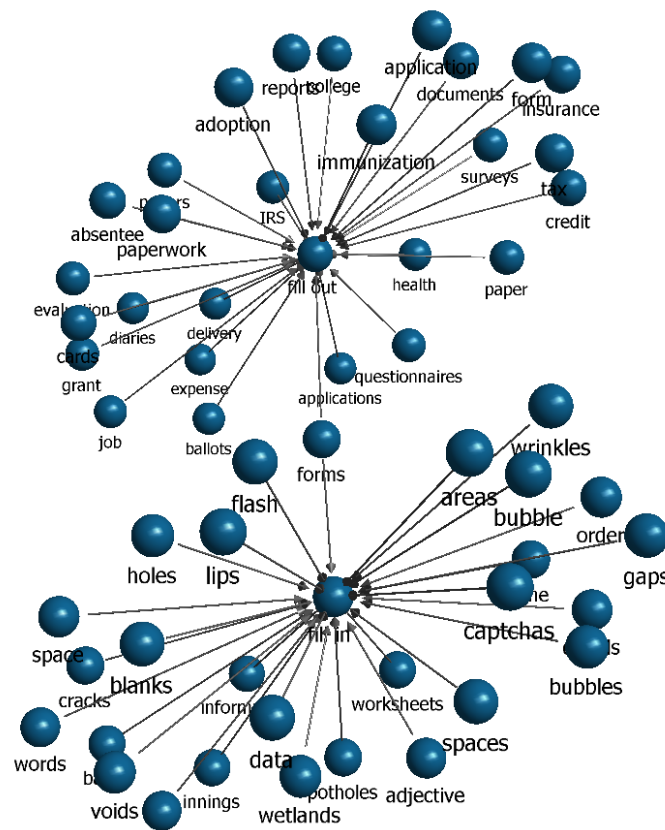 application
reports
college
documents
form
insurance
adoption
immunization
surveys
tax
credit
IRS
absentee
paperwork
fill out
health
paper
evaluation
diaries
delivery
cards
grant
expense
applications
questionnaires
job
ballots
forms
wrinkles
flash
areas
bubble
order
holes
lips
gaps
captchas
fill in
space
blanks
bubbles
cracks
worksheets
spaces
words
data
voids
innings
wetlands
potholes
adjective